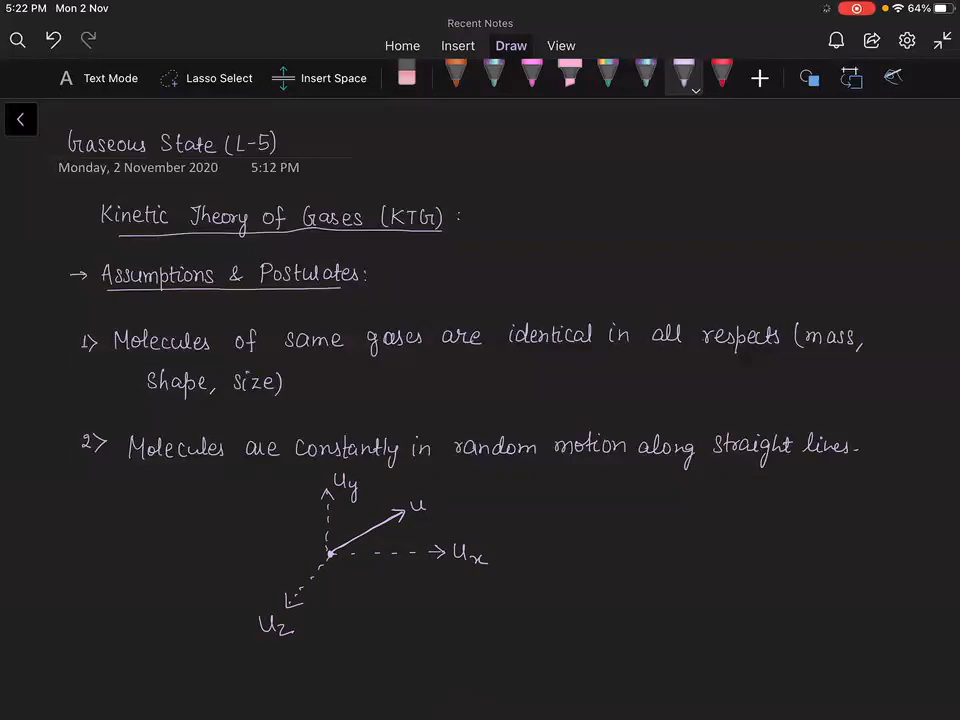 5:22 PM Mon 2 Nov
64%
Recent Notes
Home Insert Draw View
A Text Mode Lasso Select Insert Space
Gaseous State (L-5)
Monday, 2 November 2020 5:12 PM
Kinetic Theory of Gases (KTG) :
→ Assumptions & Postulates:
1> Molecules of same gases are identical in all respects (mass,
shape, size)
2> Molecules are constantly in random motion along straight lines.
uy
u
ux
uz